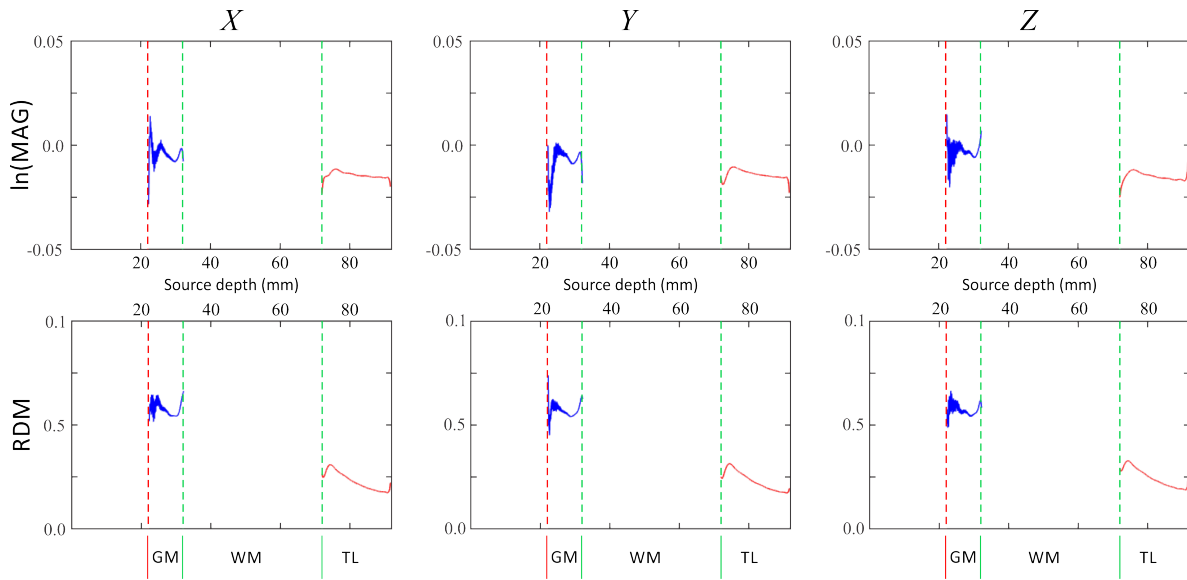 X Y Z
ln(MAG)
0.05 0.05 0.05
0.0 0.0 0.0
-0.05 -0.05 -0.05
20 40 60 80 20 40 60 80 20 40 60 80
Source depth (mm) Source depth (mm) Source depth (mm)
20 40 60 80 20 40 60 80 20 40 60 80
RDM
0.1 0.1 0.1
0.5 0.5 0.5
0.0 0.0 0.0
GM WM TL GM WM TL GM WM TL